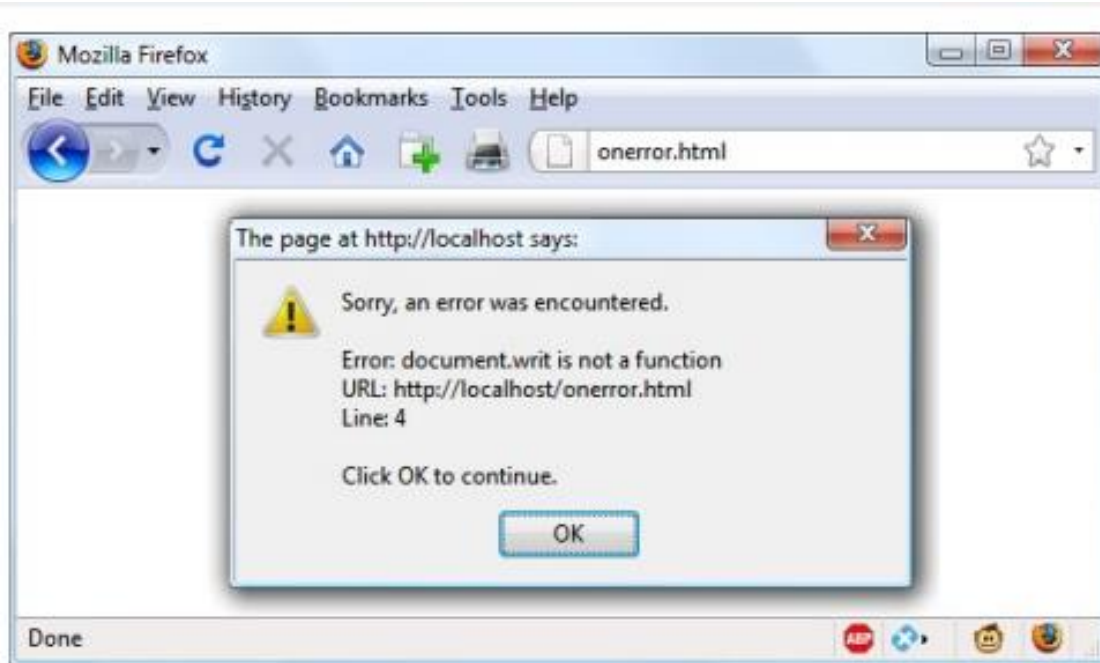 Mozilla Firefox
File Edit View History Bookmarks Tools Help
onerror.html
The page at http://localhost says:
Sorry, an error was encountered.
Error: document.writ is not a function
URL: http://localhost/onerror.html
Line: 4
Click OK to continue.
OK
Done
ABP